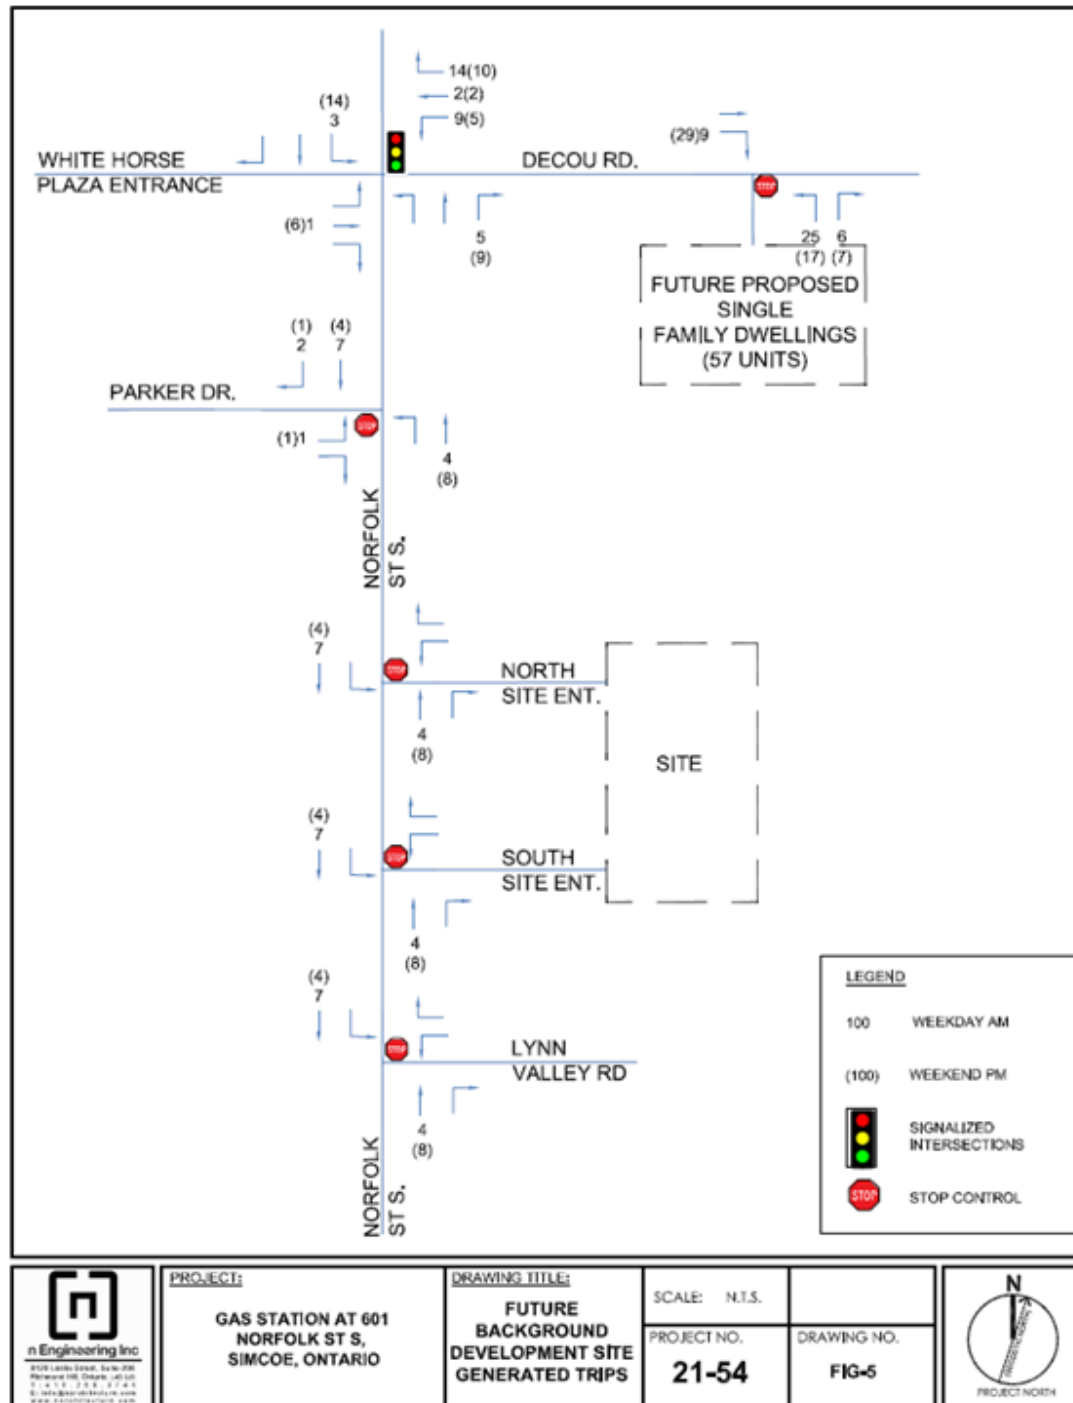 14(10)
2(2)
9(5)
(14)
3
(29)9
WHITE HORSE
PLAZA ENTRANCE
DECOU RD.
(6)1
5
(9)
25
(17)
6
(7)
FUTURE PROPOSED
SINGLE
FAMILY DWELLINGS
(57 UNITS)
(1)
2
(4)
7
PARKER DR.
STOP
(1)1
4
(8)
NORFOLK
ST S.
(4)
7
STOP
NORTH
SITE ENT.
4
(8)
SITE
(4)
7
STOP
SOUTH
SITE ENT.
4
(8)
(4)
7
STOP
LYNN
VALLEY RD
4
(8)
NORFOLK
ST S.
LEGEND
100 WEEKDAY AM
(100) WEEKEND PM
SIGNALIZED
INTERSECTIONS
STOP
STOP CONTROL
n Engineering Inc
PROJECT:
GAS STATION AT 601
NORFOLK ST S,
SIMCOE, ONTARIO
DRAWING TITLE:
FUTURE
BACKGROUND
DEVELOPMENT SITE
GENERATED TRIPS
SCALE: N.T.S.
PROJECT NO.
21-54
DRAWING NO.
FIG-5
N
PROJECT NORTH